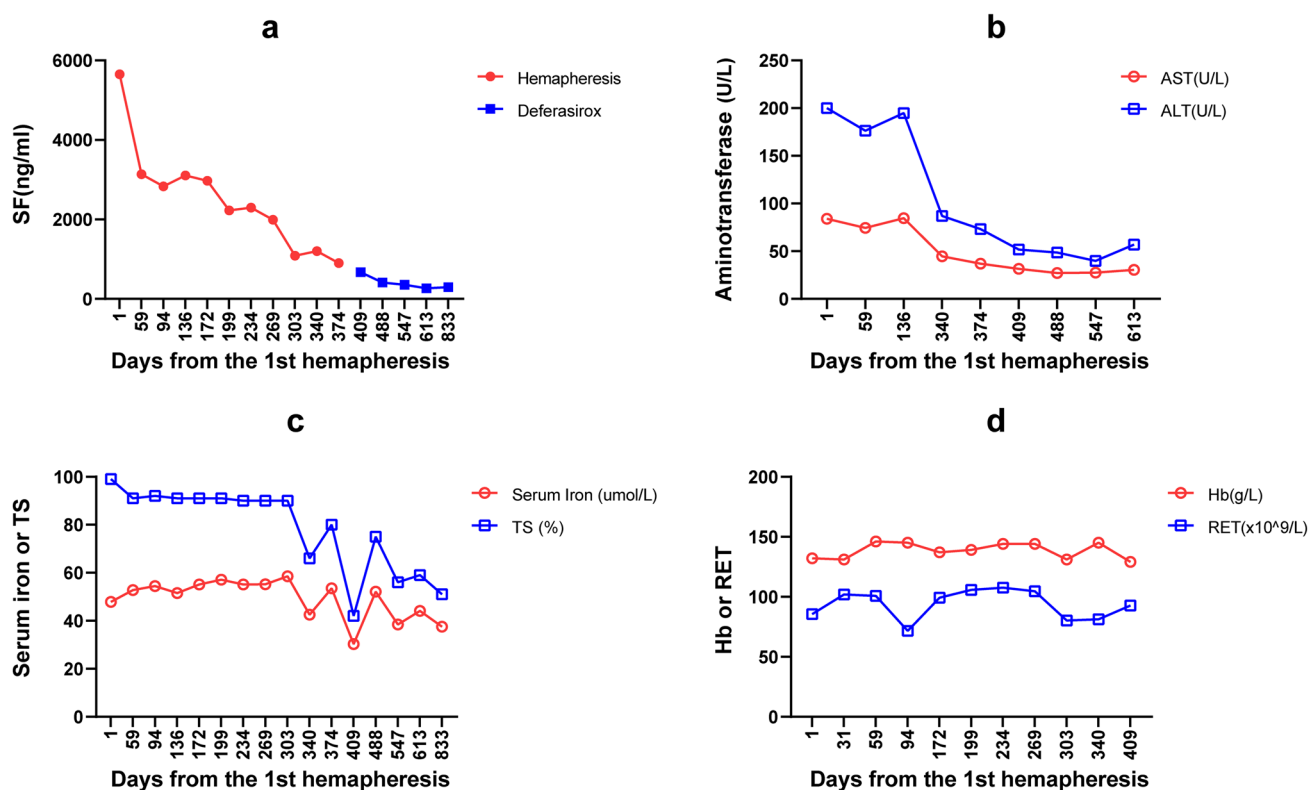 a
6000
4000
2000
0
SF(ng/ml)
1 59 94 136 172 199 234 269 303 340 374 409 488 547 613 833
Days from the 1st hemapheresis
Hemapheresis
Deferasirox
b
250
200
150
100
50
0
Aminotransferase (U/L)
1 59 136 340 374 409 488 547 613
Days from the 1st hemapheresis
AST(U/L)
ALT(U/L)
c
100
80
60
40
20
0
Serum iron or TS
1 59 94 136 172 199 234 269 303 340 374 409 488 547 613 833
Days from the 1st hemapheresis
Serum Iron (umol/L)
TS (%)
d
200
150
100
50
0
Hb or RET
1 31 59 94 172 199 234 269 303 340 409
Days from the 1st hemapheresis
Hb(g/L)
RET(x10^9/L)